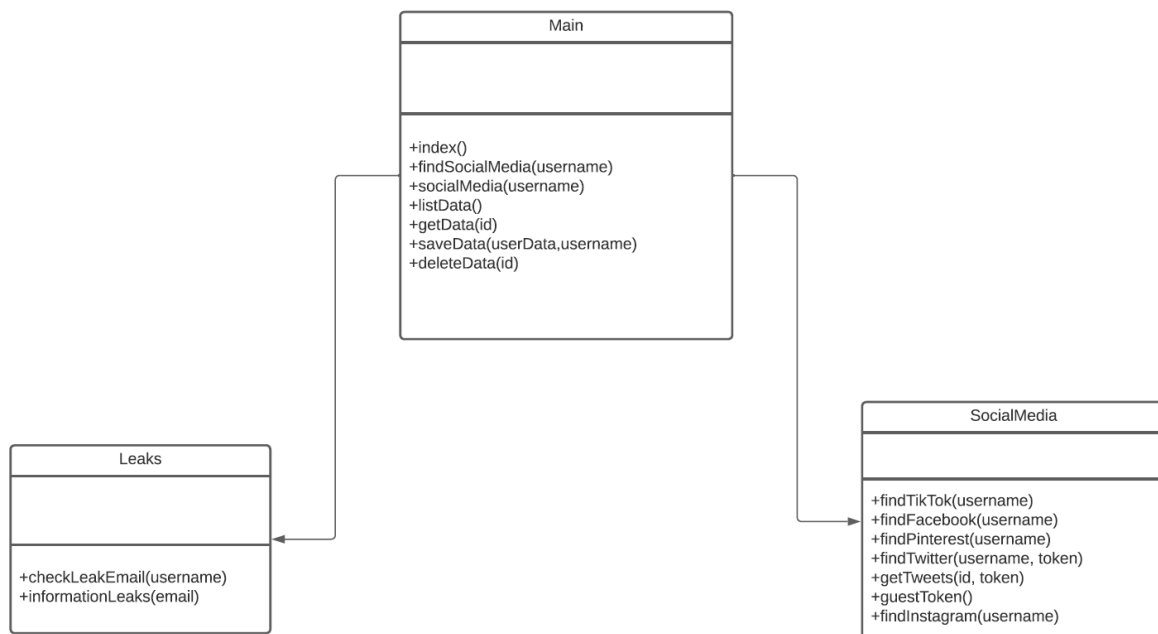 Main
+index()
+findSocialMedia(username)
+socialMedia(username)
+listData()
+getData(id)
+saveData(userData,username)
+deleteData(id)
Leaks
+checkLeakEmail(username)
+informationLeaks(email)
SocialMedia
+findTikTok(username)
+findFacebook(username)
+findPinterest(username)
+findTwitter(username, token)
+getTweets(id, token)
+guestToken()
+findInstagram(username)